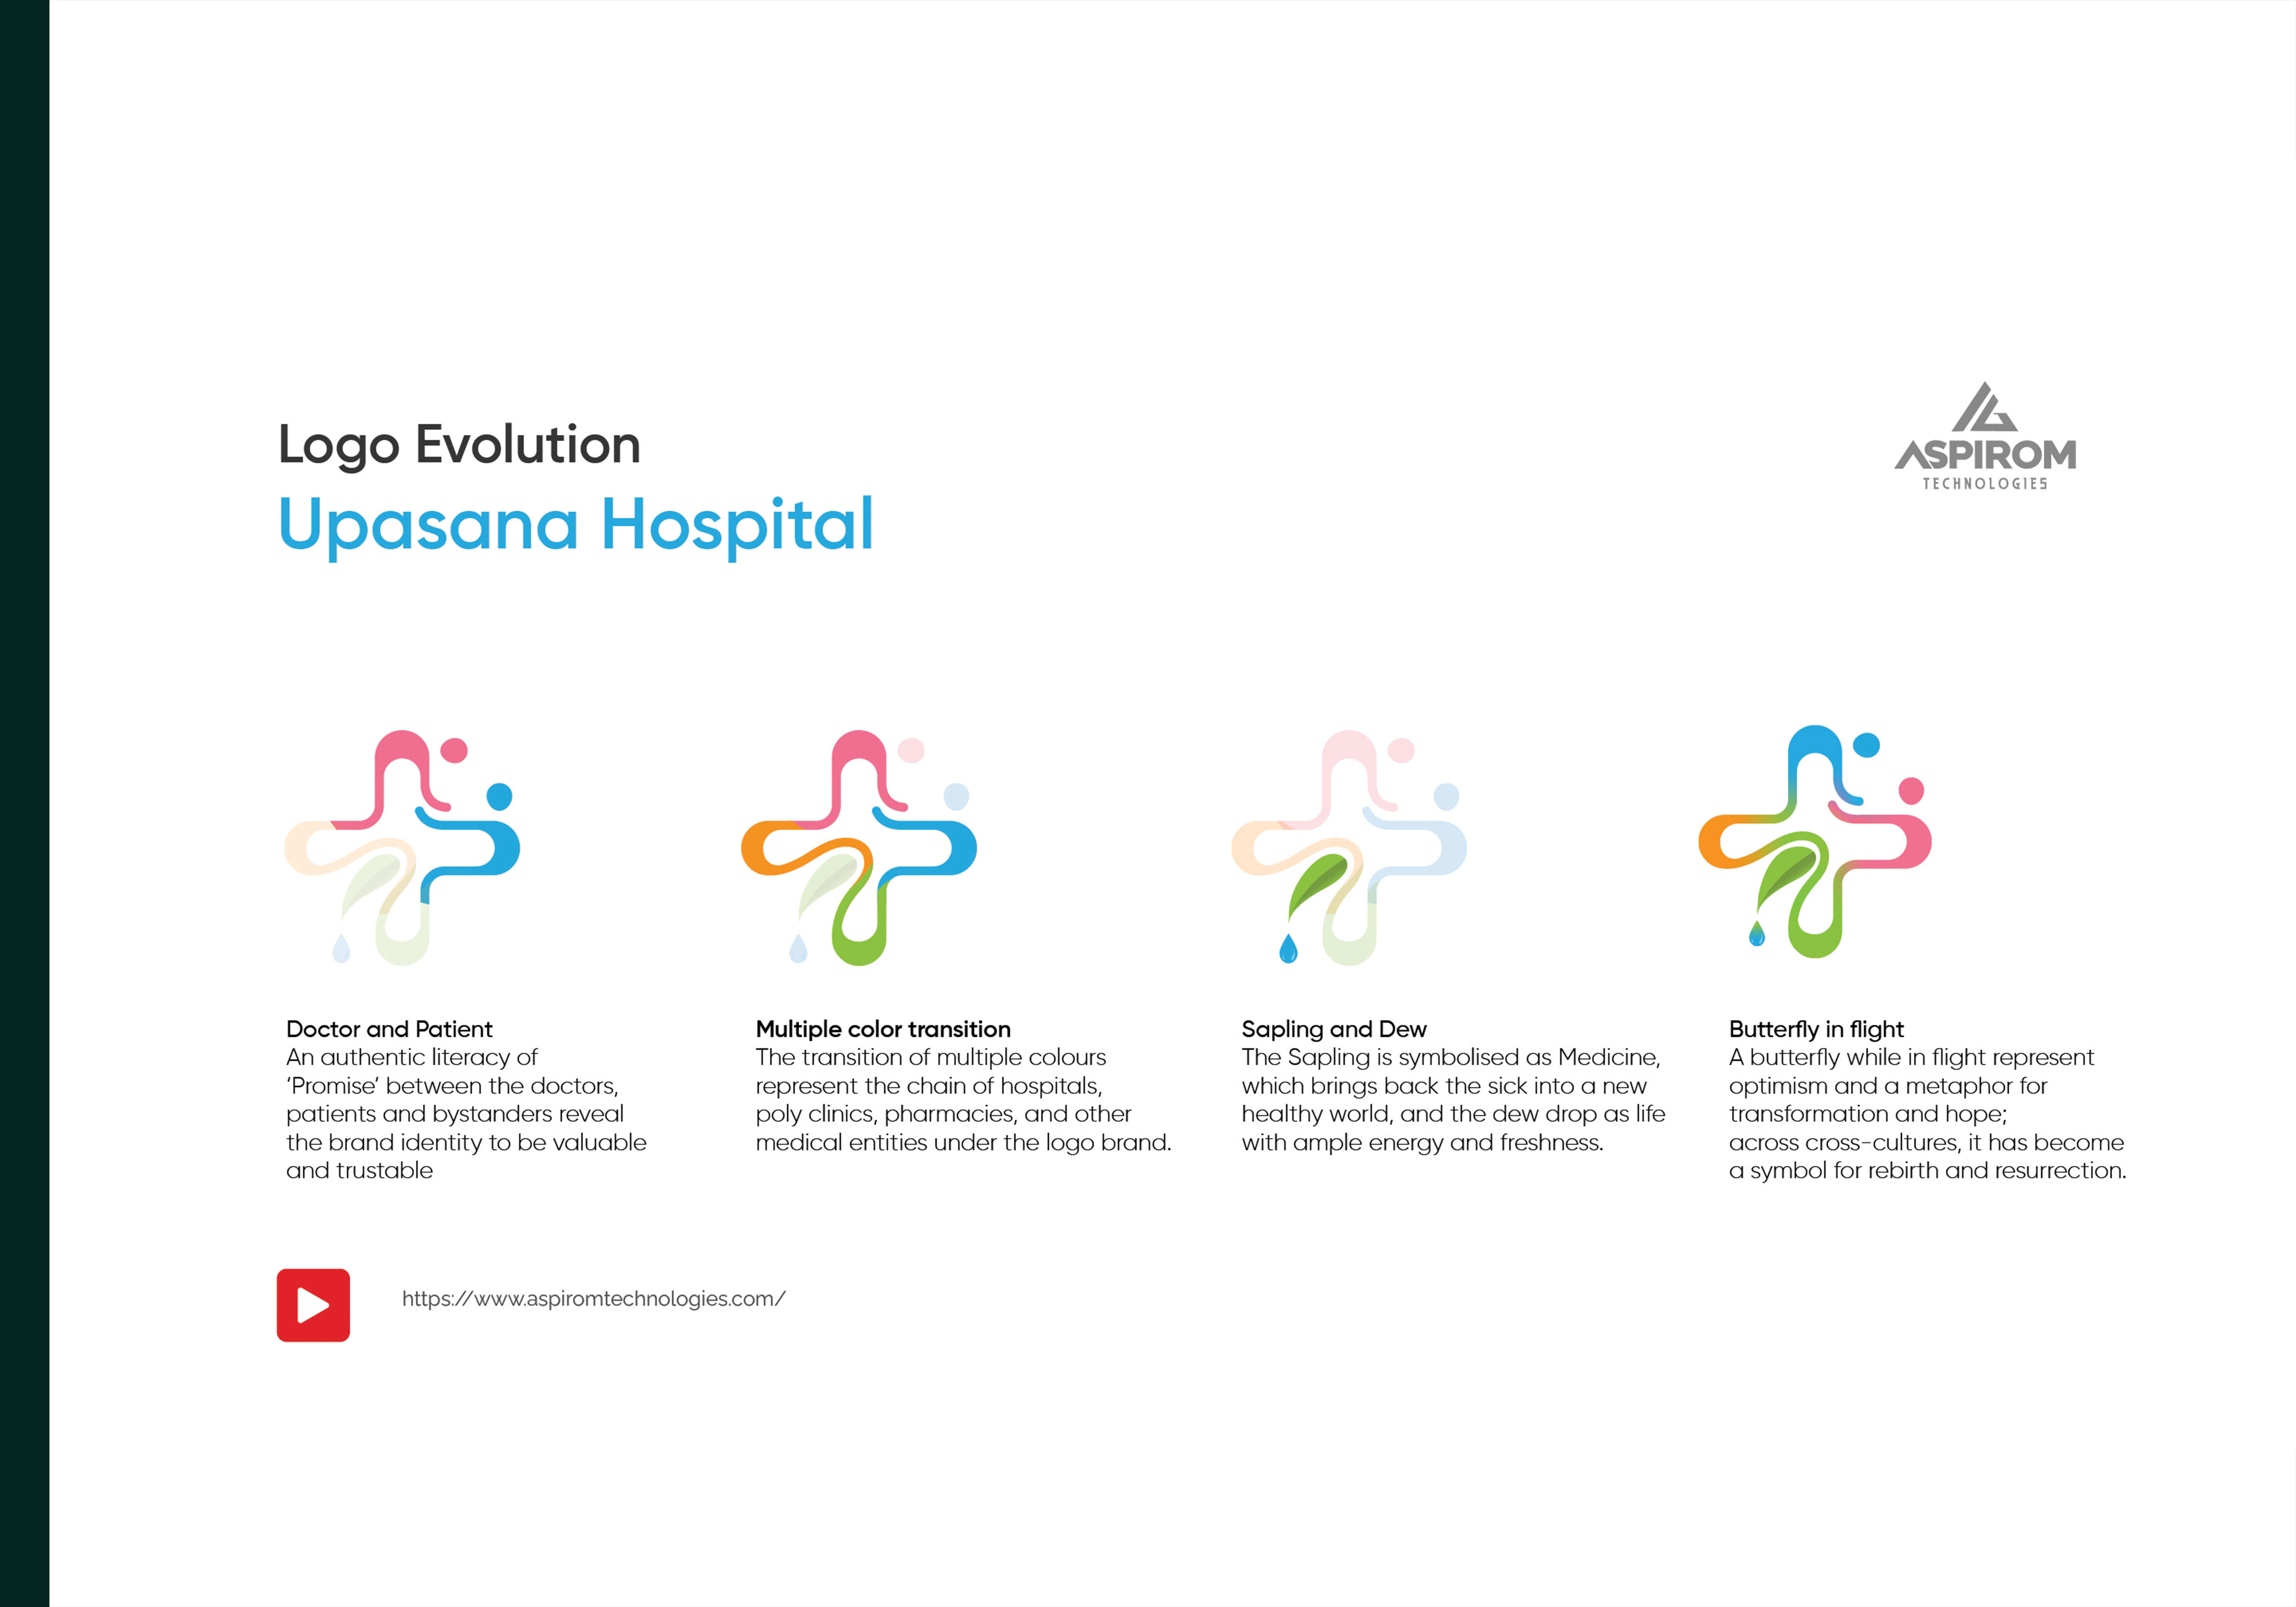 Logo Evolution
Upasana Hospital
ASPIROM
TECHNOLOGIES
Doctor and Patient
An authentic literacy of
‘Promise’ between the doctors,
patients and bystanders reveal
the brand identity to be valuable
and trustable
Multiple color transition
The transition of multiple colours
represent the chain of hospitals,
poly clinics, pharmacies, and other
medical entities under the logo brand.
Sapling and Dew
The Sapling is symbolised as Medicine,
which brings back the sick into a new
healthy world, and the dew drop as life
with ample energy and freshness.
Butterfly in flight
A butterfly while in flight represent
optimism and a metaphor for
transformation and hope;
across cross-cultures, it has become
a symbol for rebirth and resurrection.
https://www.aspiromtechnologies.com/